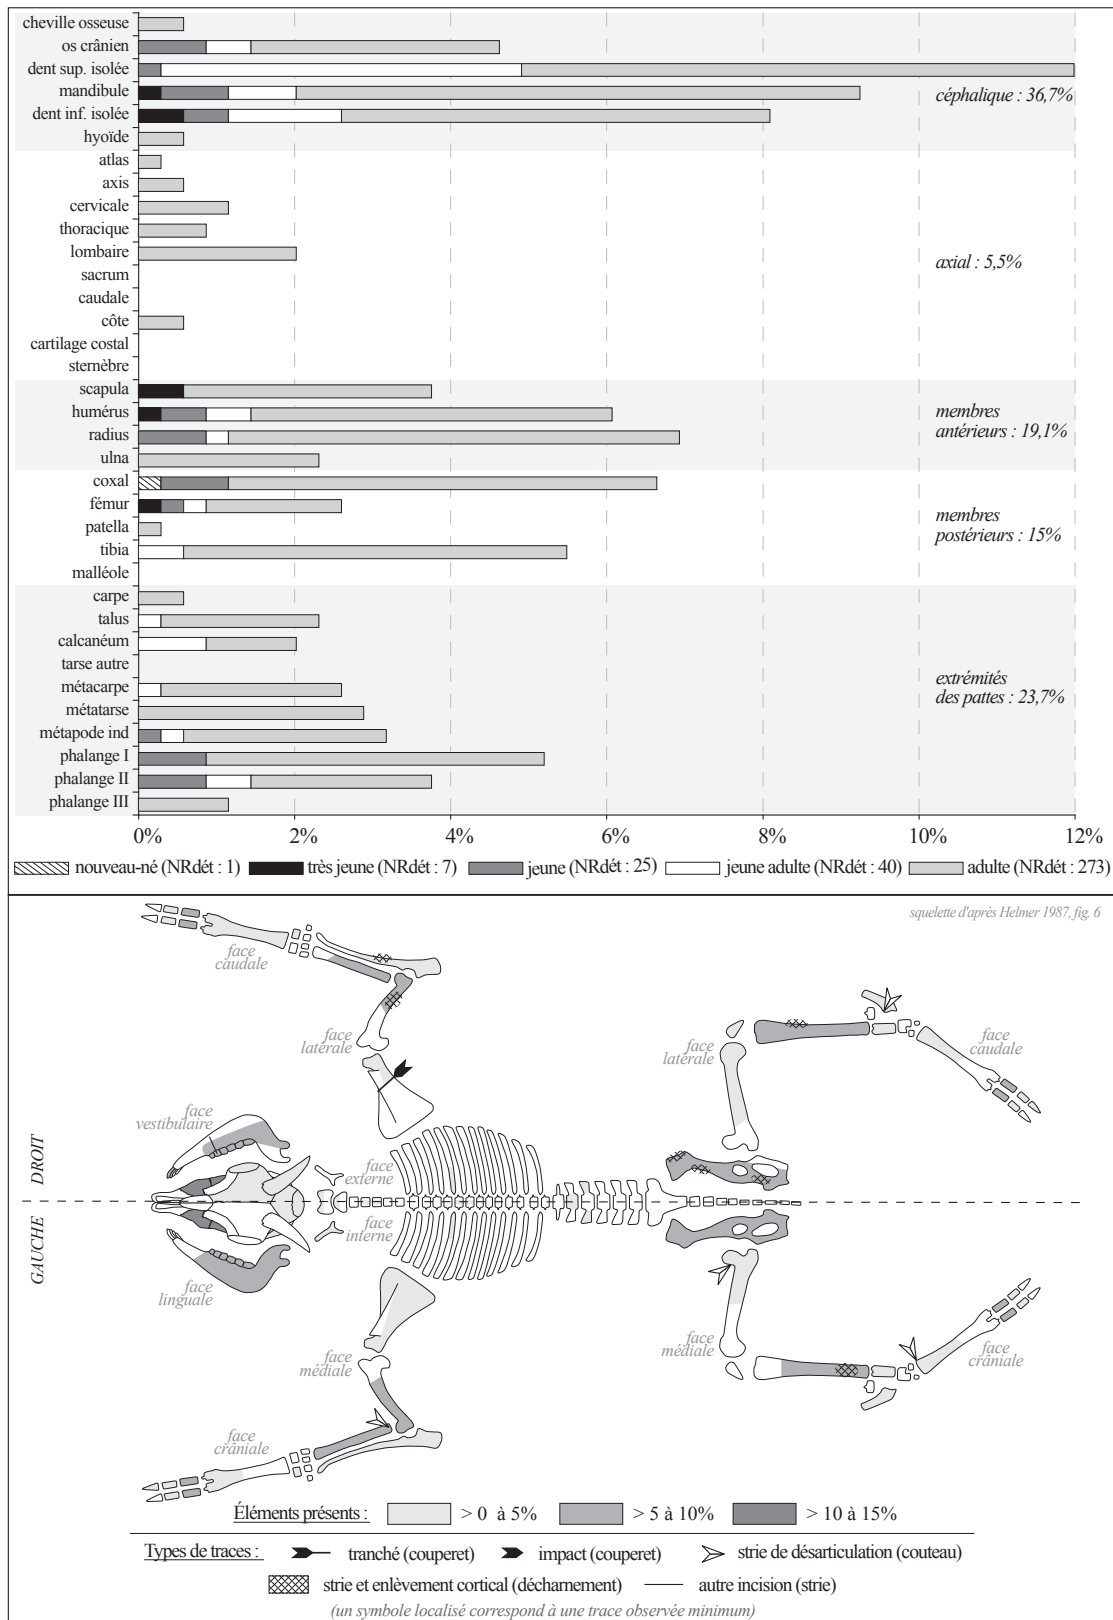 cheville osseuse
os crânien
dent sup. isolée
mandibule
dent inf. isolée
hyoïde
céphalique : 36,7%
atlas
axis
cervicale
thoracique
lombaire
sacrum
caudale
côte
cartilage costal
sternèbre
axial : 5,5%
scapula
humérus
radius
ulna
membres
antérieurs : 19,1%
coxal
fémur
patella
tibia
malléole
membres
postérieurs : 15%
carpe
talus
calcanéum
tarse autre
métacarpe
métatarse
métapode ind
phalange I
phalange II
phalange III
extrémités
des pattes : 23,7%
0% 2% 4% 6% 8% 10% 12%
nouveau-né (NRdét : 1) très jeune (NRdét : 7) jeune (NRdét : 25) jeune adulte (NRdét : 40) adulte (NRdét : 273)
squelette d'après Helmer 1987, fig. 6
face
caudale
face
latérale
face
latérale
face
caudale
face
vestibulaire
face
externe
DROIT
GAUCHE
face
interne
face
linguale
face
médiale
face
médiale
face
crâniale
face
crâniale
Éléments présents : > 0 à 5% > 5 à 10% > 10 à 15%
Types de traces : tranché (couperet) impact (couperet) strie de désarticulation (couteau)
strie et enlèvement cortical (décharnement) autre incision (strie)
(un symbole localisé correspond à une trace observée minimum)